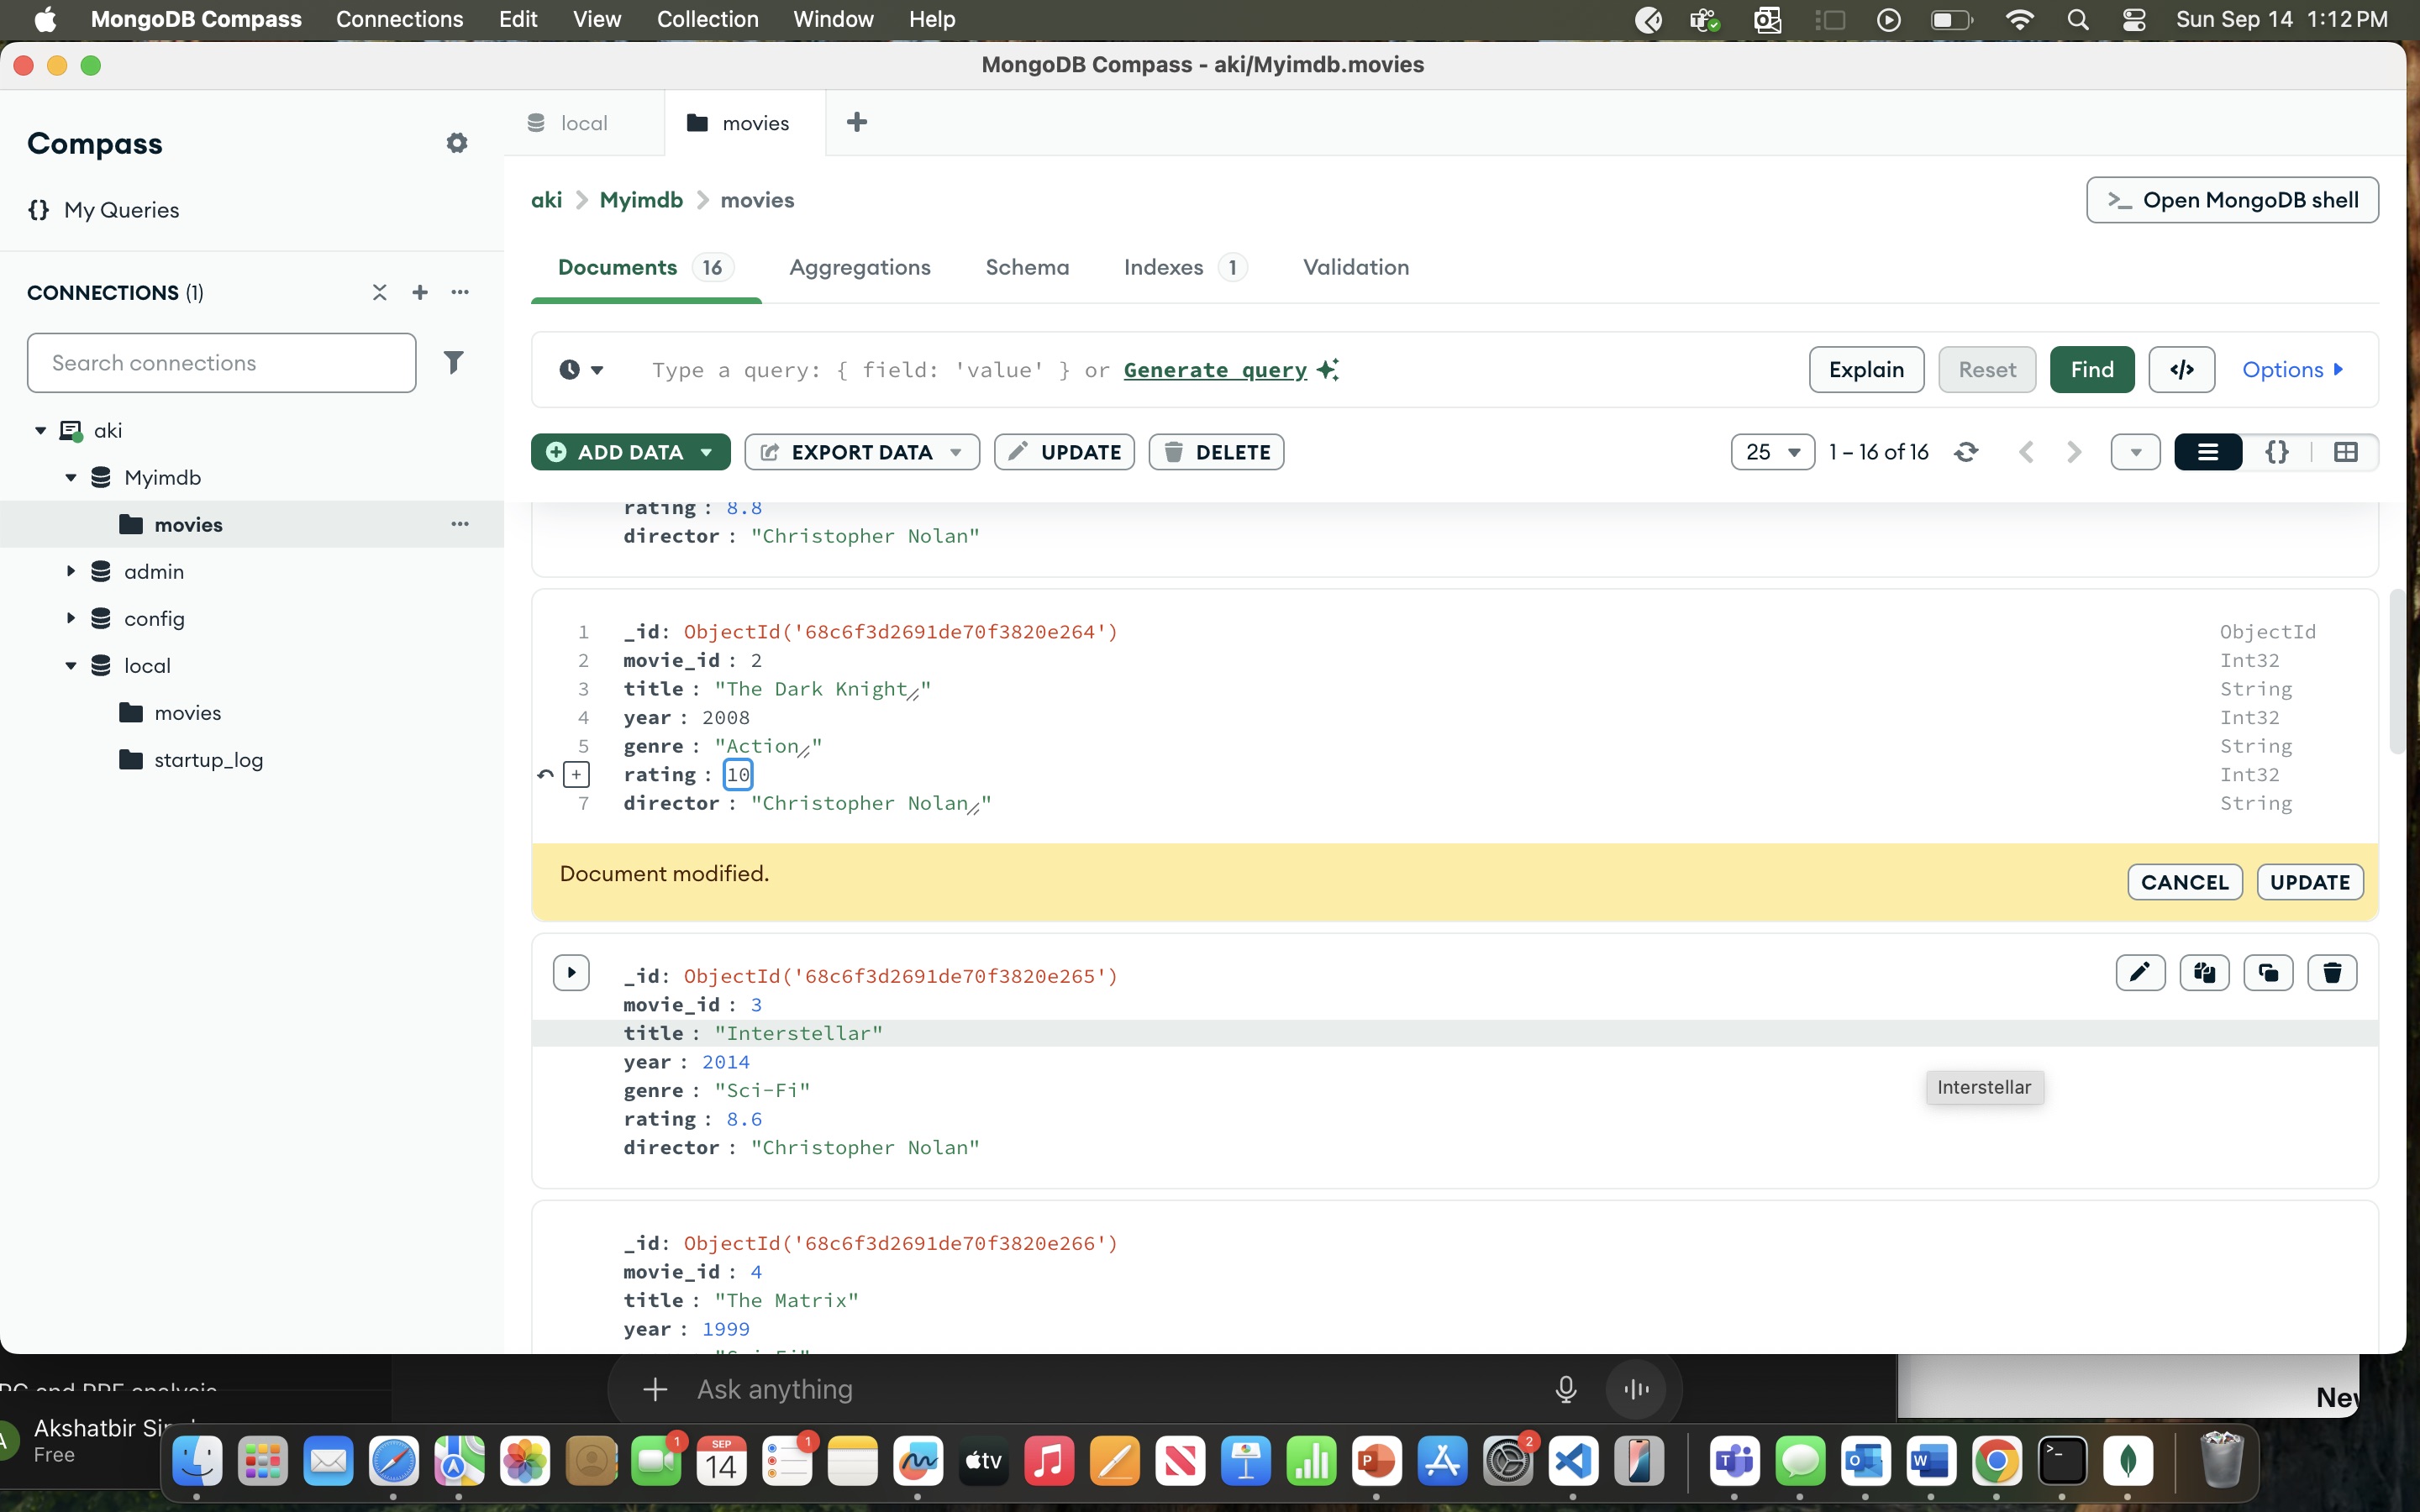 MongoDB Compass Connections Edit View Collection Window Help Sun Sep 14 1:12 PM
MongoDB Compass - aki/Myimdb.movies
Compass
{} My Queries
CONNECTIONS (1)
Search connections
aki
Myimdb
movies
admin
config
local
movies
startup_log
local movies
aki > Myimdb > movies
>_ Open MongoDB shell
Documents 16 Aggregations Schema Indexes 1 Validation
Type a query: { field: 'value' } or Generate query
Explain Reset Find </> Options
ADD DATA EXPORT DATA UPDATE DELETE 25 1 – 16 of 16 {}
rating : 8.8
director : "Christopher Nolan"
1 _id: ObjectId('68c6f3d2691de70f3820e264') ObjectId
2 movie_id : 2 Int32
3 title : "The Dark Knight" String
4 year : 2008 Int32
5 genre : "Action" String
+ rating : 10 Int32
7 director : "Christopher Nolan" String
Document modified. CANCEL UPDATE
_id: ObjectId('68c6f3d2691de70f3820e265')
movie_id : 3
title : "Interstellar"
year : 2014
genre : "Sci-Fi"
Interstellar
rating : 8.6
director : "Christopher Nolan"
_id: ObjectId('68c6f3d2691de70f3820e266')
movie_id : 4
title : "The Matrix"
year : 1999
Ask anything
Akshatbir
Free
1
SEP
14
1
tv
2